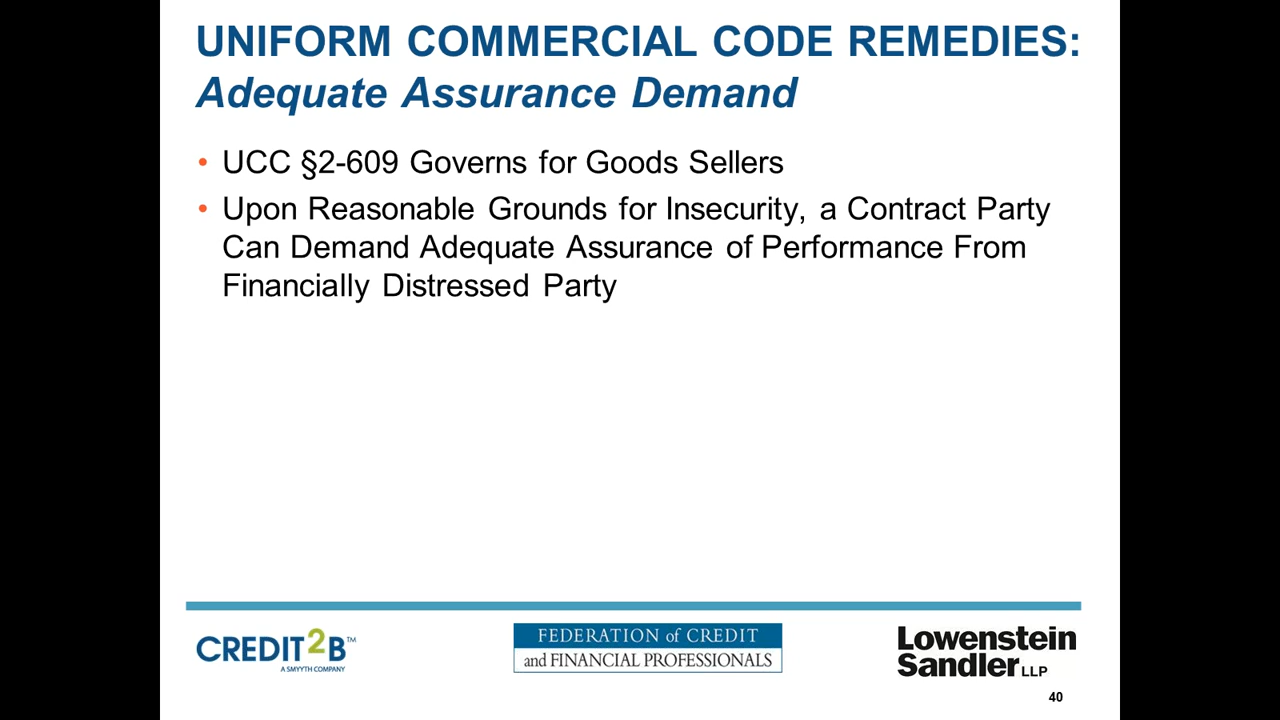 UNIFORM COMMERCIAL CODE REMEDIES:
Adequate Assurance Demand
• UCC §2-609 Governs for Goods Sellers
• Upon Reasonable Grounds for Insecurity, a Contract Party
Can Demand Adequate Assurance of Performance From
Financially Distressed Party
CREDIT2B™
A SMYYTH COMPANY
FEDERATION of CREDIT
and FINANCIAL PROFESSIONALS
Lowenstein
Sandler LLP
40